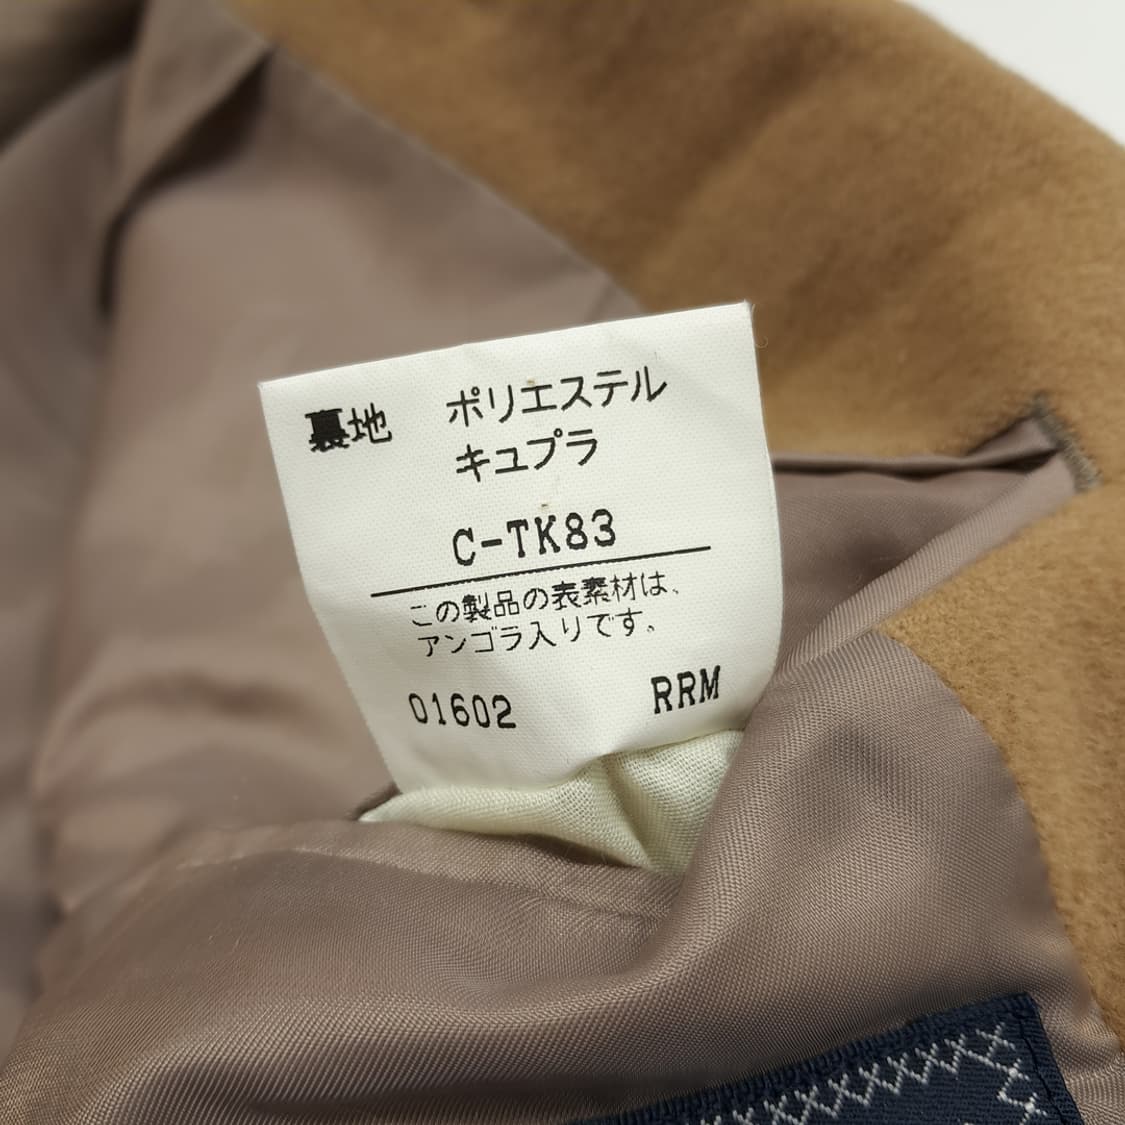 裏地 ポリエステル
キュプラ
C-TK83
この製品の表素材は、
アンゴラ入りです。
01602 RRM